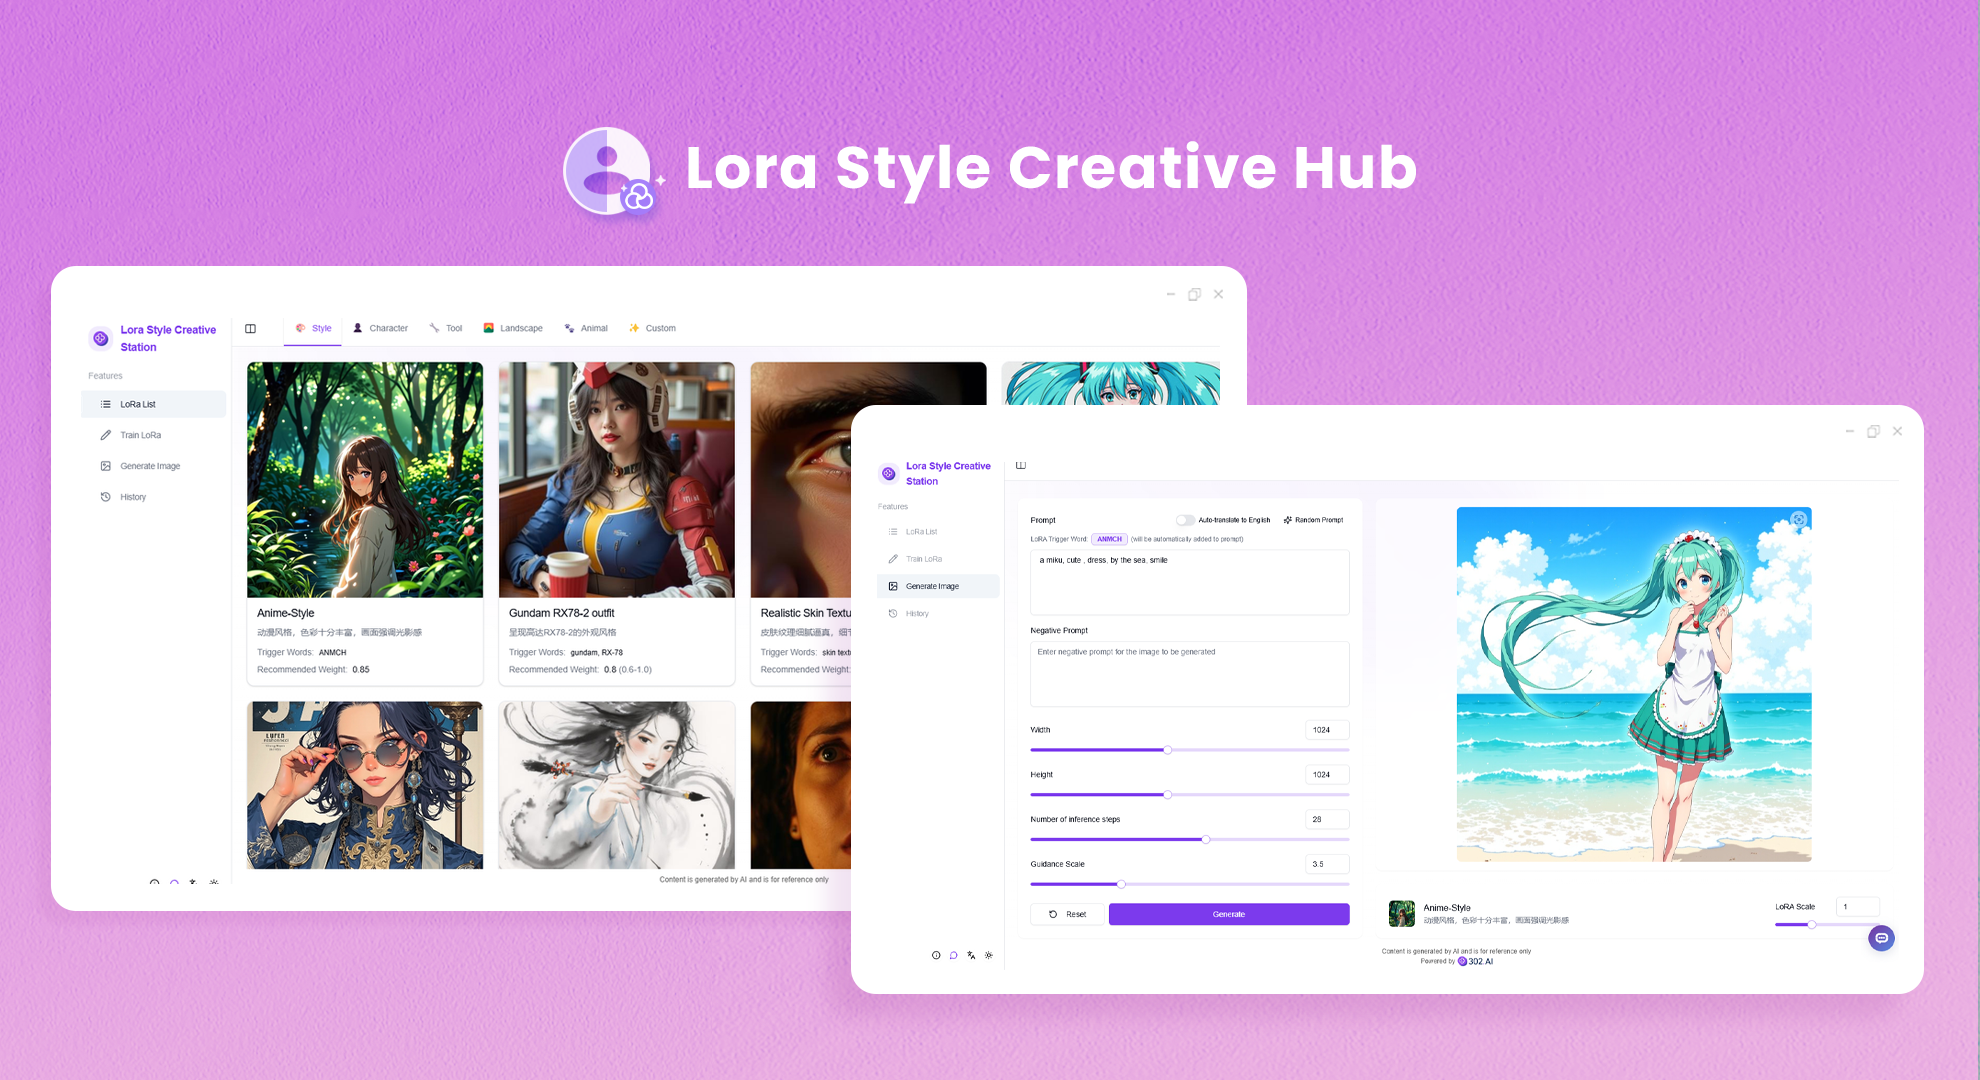 Lora Style Creative Hub
Lora Style Creative
Station
Features
LoRa List
Train LoRa
Generate Image
History
Style
Character
Tool
Landscape
Animal
Custom
Anime-Style
动漫风格，色彩十分丰富，画面强调光影感
Trigger Words: ANMCH
Recommended Weight: 0.85
Gundam RX78-2 outfit
呈现高达RX78-2的外观风格
Trigger Words: gundam, RX-78
Recommended Weight: 0.8 (0.6-1.0)
Realistic Skin Textu
皮肤纹理细腻逼真，细节
Trigger Words: skin text
Recommended Weight:
Content is generated by AI and is for reference only
Lora Style Creative
Station
Features
LoRa List
Train LoRa
Generate Image
History
Prompt
Auto-translate to English
Random Prompt
LoRA Trigger Word: ANMCH (will be automatically added to prompt)
a miku, cute , dress, by the sea, smile
Negative Prompt
Enter negative prompt for the image to be generated
Width
1024
Height
1024
Number of inference steps
28
Guidance Scale
3.5
Reset
Generate
Anime-Style
动漫风格，色彩十分丰富，画面强调光影感
LoRA Scale
1
Content is generated by AI and is for reference only
Powered by 302.AI